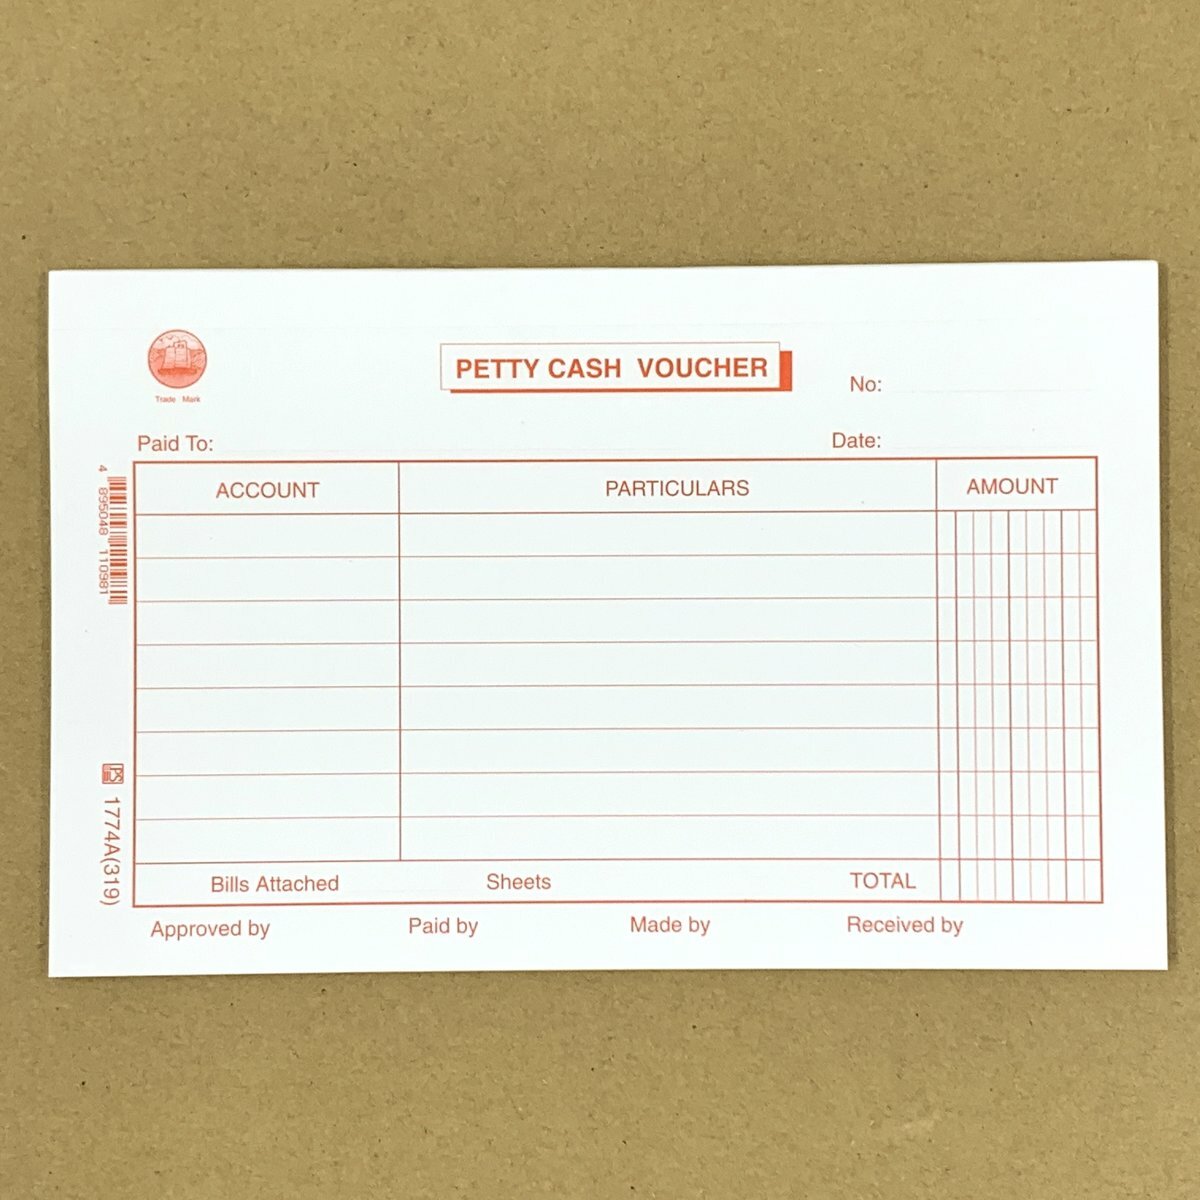 PETTY CASH VOUCHER
No:
Trade Mark
Paid To:
Date:
ACCOUNT PARTICULARS AMOUNT
Bills Attached Sheets TOTAL
Approved by Paid by Made by Received by
4 895048 110981
PS 1774A(319)